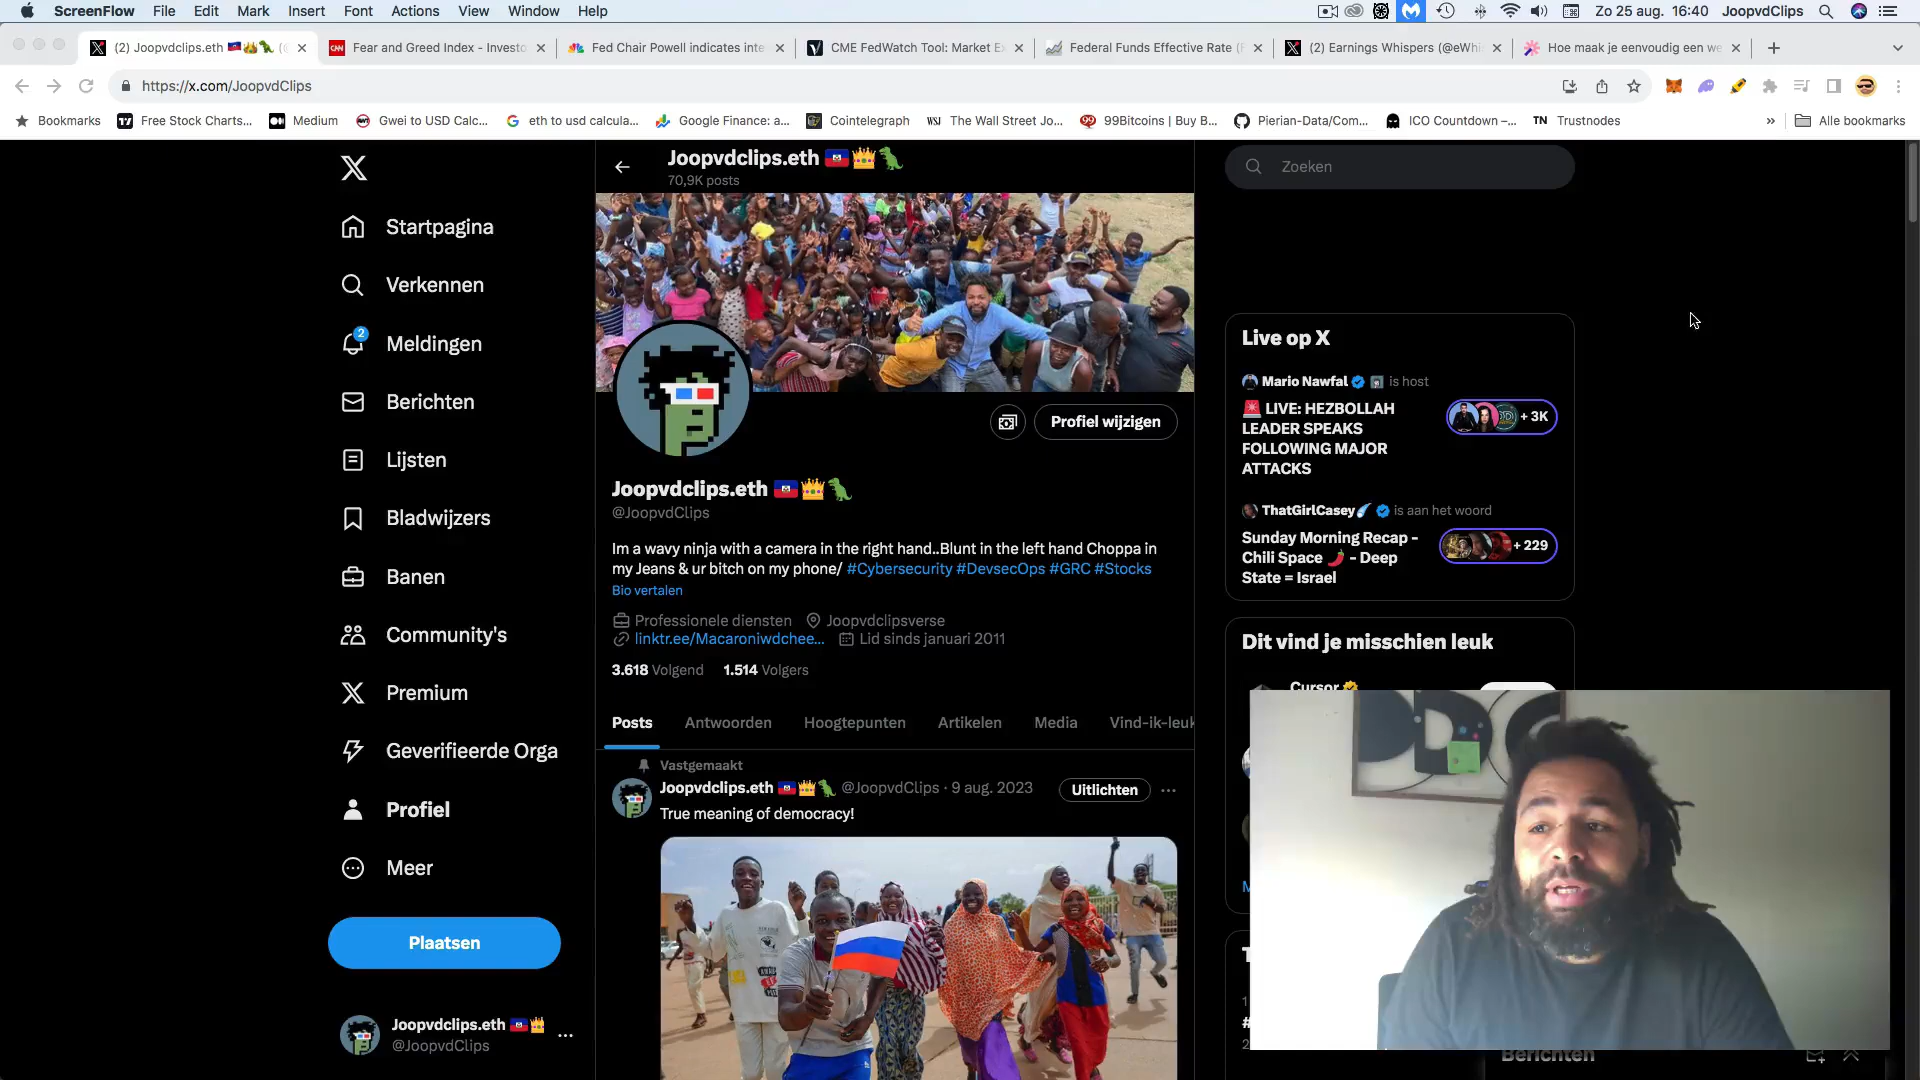 ScreenFlow File Edit Mark Insert Font Actions View Window Help Zo 25 aug. 16:40 JoopvdClips
(2) Joopvdclips.eth CNN Fear and Greed Index - Investo Fed Chair Powell indicates inte CME FedWatch Tool: Market E Federal Funds Effective Rate (F (2) Earnings Whispers (@eWhi Hoe maak je eenvoudig een we
https://x.com/JoopvdClips
Bookmarks Free Stock Charts... Medium Gwei to USD Calc... eth to usd calcula... Google Finance: a... Cointelegraph WSJ The Wall Street Jo... 99Bitcoins | Buy B... Pierian-Data/Com... ICO Countdown –... TN Trustnodes » Alle bookmarks
Startpagina
Verkennen
2
Meldingen
Berichten
Lijsten
Bladwijzers
Banen
Community's
Premium
Geverifieerde Orga
Profiel
Meer
Plaatsen
Joopvdclips.eth 🇭🇹👑
@JoopvdClips
Joopvdclips.eth 🇭🇹👑🦖
70,9K posts
Profiel wijzigen
Joopvdclips.eth 🇭🇹👑🦖
@JoopvdClips
Im a wavy ninja with a camera in the right hand..Blunt in the left hand Choppa in
my Jeans & ur bitch on my phone/ #Cybersecurity #DevsecOps #GRC #Stocks
Bio vertalen
Professionele diensten Joopvdclipsverse
linktr.ee/Macaroniwdchee... Lid sinds januari 2011
3.618 Volgend 1.514 Volgers
Posts Antwoorden Hoogtepunten Artikelen Media Vind-ik-leuk
Vastgemaakt
Joopvdclips.eth 🇭🇹👑🦖 @JoopvdClips · 9 aug. 2023 Uitlichten
True meaning of democracy!
Zoeken
Live op X
Mario Nawfal is host
🚨 LIVE: HEZBOLLAH
LEADER SPEAKS
FOLLOWING MAJOR
ATTACKS
+ 3K
ThatGirlCasey is aan het woord
Sunday Morning Recap -
Chili Space 🌶️ - Deep
State = Israel
+ 229
Dit vind je misschien leuk
Cursor
Berichten